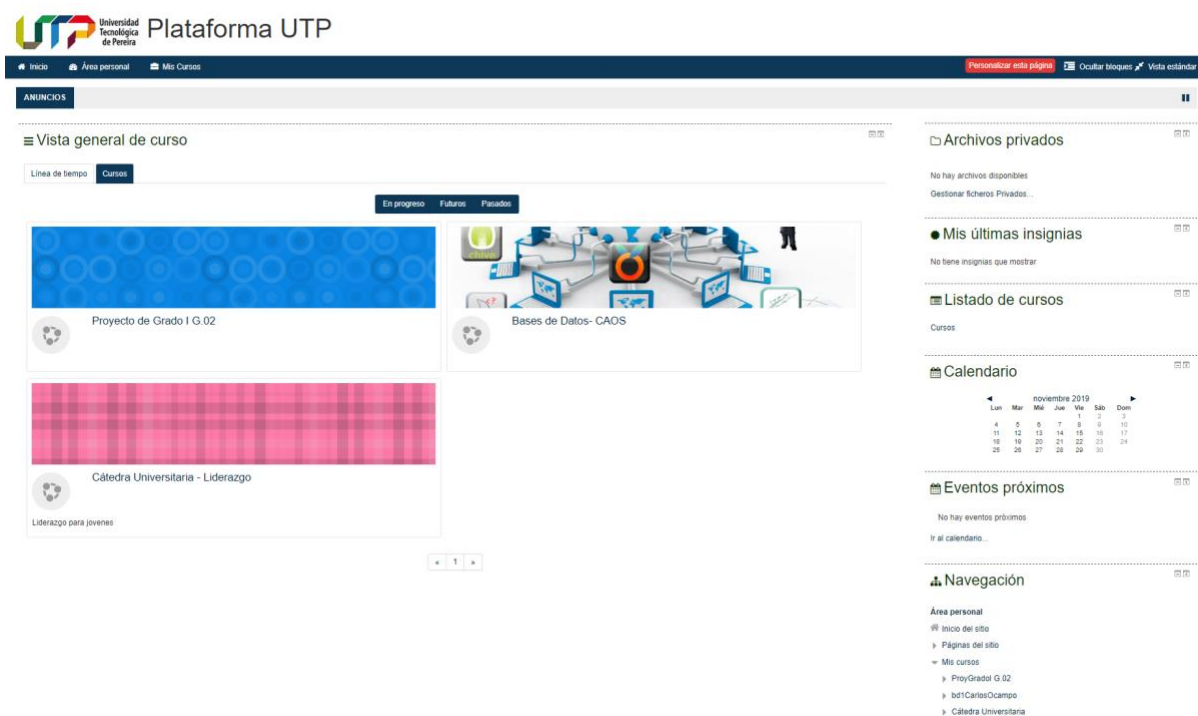 UTP Universidad Tecnológica de Pereira Plataforma UTP
Inicio Área personal Mis Cursos Personalizar esta página Ocultar bloques Vista estándar
ANUNCIOS
Vista general de curso
Línea de tiempo Cursos
En progreso Futuros Pasados
chive
Proyecto de Grado I G.02
Bases de Datos- CAOS
Cátedra Universitaria - Liderazgo
Liderazgo para jovenes
« 1 »
Archivos privados
No hay archivos disponibles
Gestionar ficheros Privados...
Mis últimas insignias
No tiene insignias que mostrar
Listado de cursos
Cursos
Calendario
◄ noviembre 2019 ►
Lun Mar Mié Jue Vie Sáb Dom
1 2 3
4 5 6 7 8 9 10
11 12 13 14 15 16 17
18 19 20 21 22 23 24
25 26 27 28 29 30
Eventos próximos
No hay eventos próximos
Ir al calendario...
Navegación
Área personal
Inicio del sitio
Páginas del sitio
Mis cursos
ProyGradoI G.02
bd1CarlosOcampo
Cátedra Universitaria